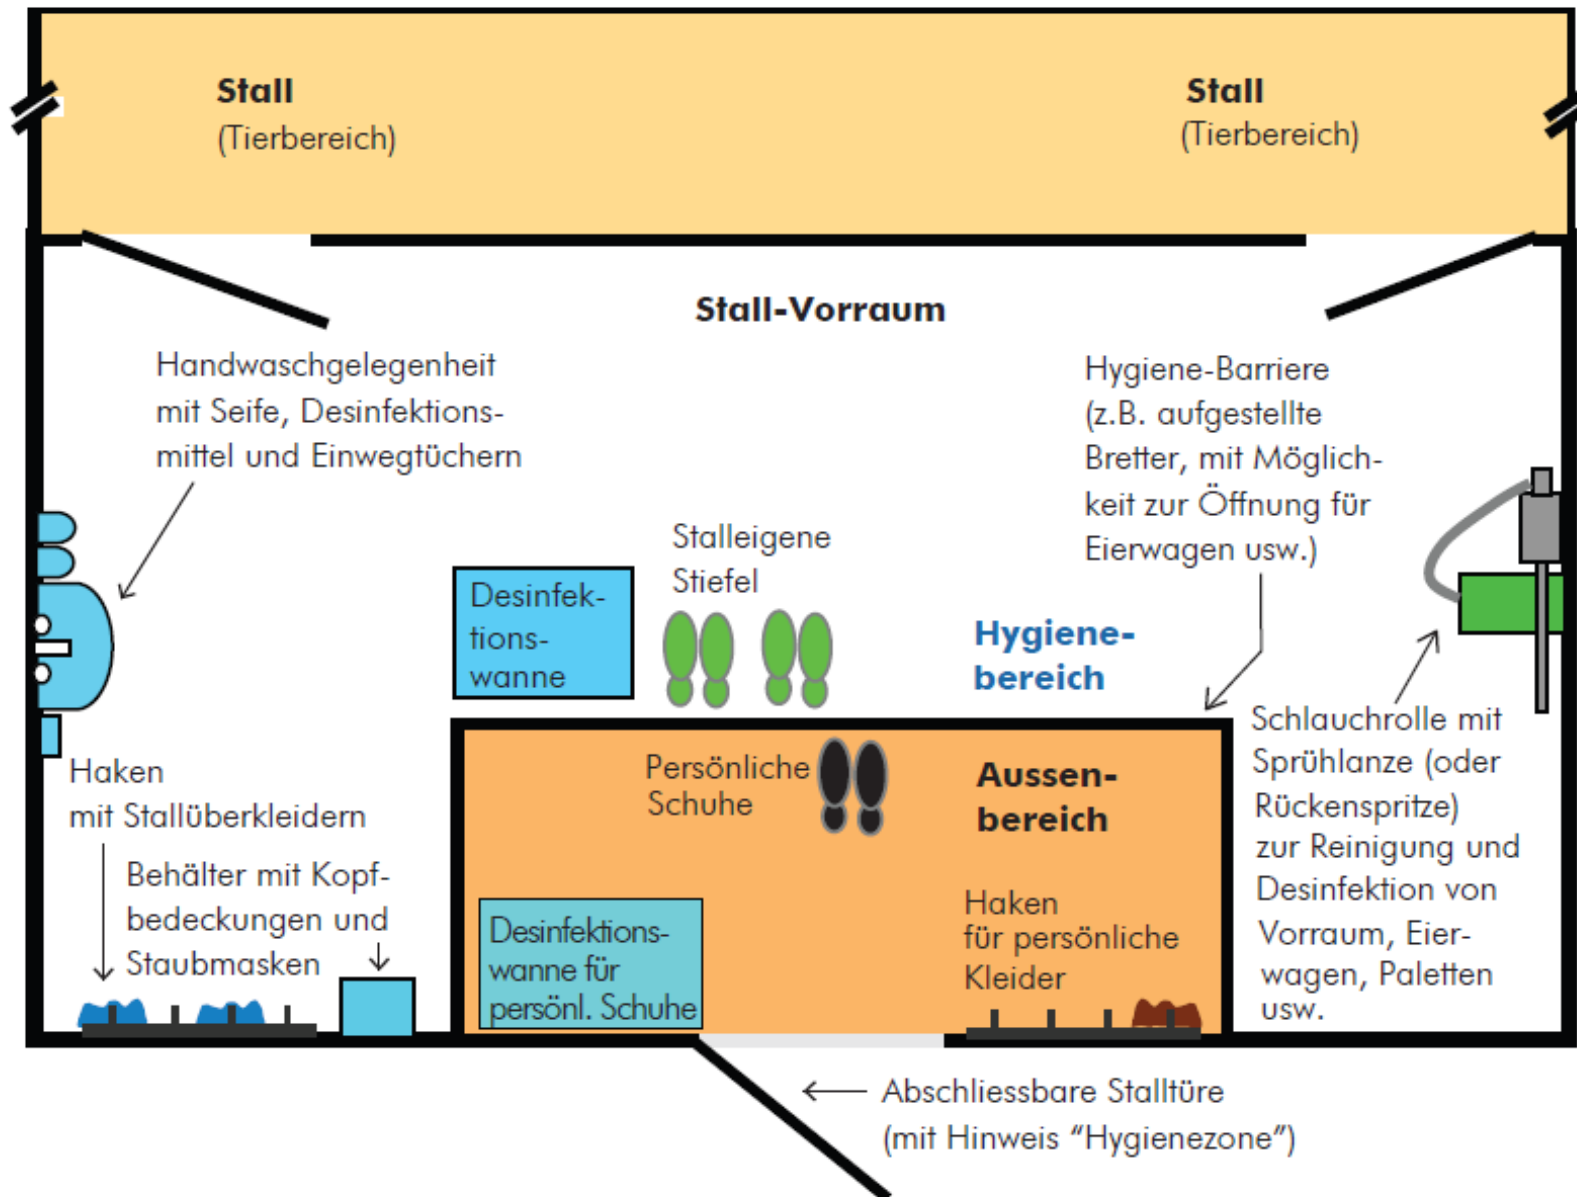 Stall
(Tierbereich)
Stall
(Tierbereich)
Stall-Vorraum
Handwaschgelegenheit
mit Seife, Desinfektions-
mittel und Einwegtüchern
Hygiene-Barriere
(z.B. aufgestellte
Bretter, mit Möglich-
keit zur Öffnung für
Eierwagen usw.)
Stalleigene
Stiefel
Desinfek-
tions-
wanne
Hygiene-
bereich
Schlauchrolle mit
Sprühlanze (oder
Rückenspritze)
zur Reinigung und
Desinfektion von
Vorraum, Eier-
wagen, Paletten
usw.
Haken
mit Stallüberkleidern
Behälter mit Kopf-
bedeckungen und
Staubmasken
Persönliche
Schuhe
Aussen-
bereich
Desinfektions-
wanne für
persönl. Schuhe
Haken
für persönliche
Kleider
Abschliessbare Stalltüre
(mit Hinweis “Hygienezone”)